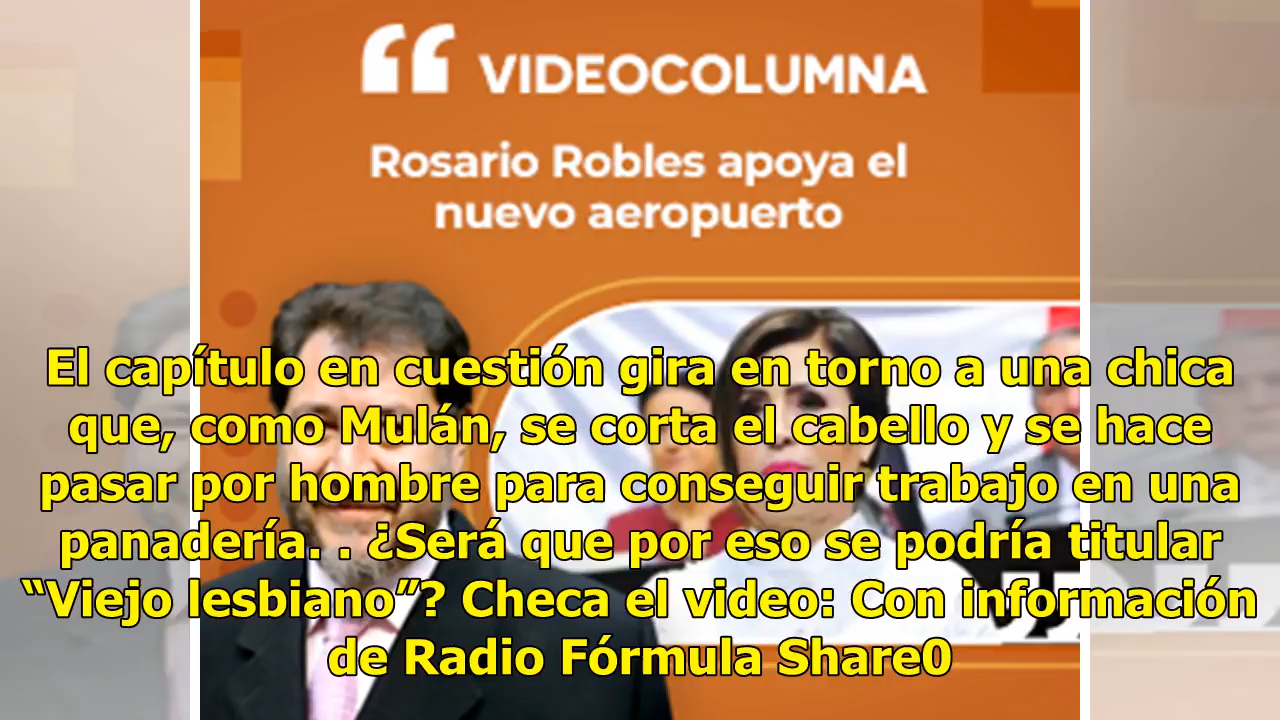 “ VIDEOCOLUMNA
Rosario Robles apoya el
nuevo aeropuerto
El capítulo en cuestión gira en torno a una chica
que, como Mulán, se corta el cabello y se hace
pasar por hombre para conseguir trabajo en una
panadería. . ¿Será que por eso se podría titular
“Viejo lesbiano”? Checa el video: Con información
de Radio Fórmula Share0